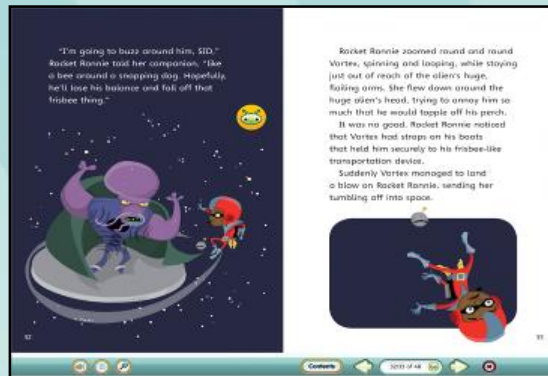 "I'm going to buzz around him, SID,"
Rocket Ronnie told her companion, "like
a bee around a snapping dog. Hopefully,
he'll lose his balance and fall off that
frisbee thing."
32
Rocket Ronnie zoomed round and round
Vortex, spinning and looping, while staying
just out of reach of the alien's huge,
flailing arms. She flew down around the
huge alien's head, trying to annoy him so
much that he would topple off his perch.
It was no good. Rocket Ronnie noticed
that Vortex had straps on his boots
that held him securely to his frisbee-like
transportation device.
Suddenly Vortex managed to land
a blow on Rocket Ronnie, sending her
tumbling off into space.
33
Contents
32/33 of 48
Go